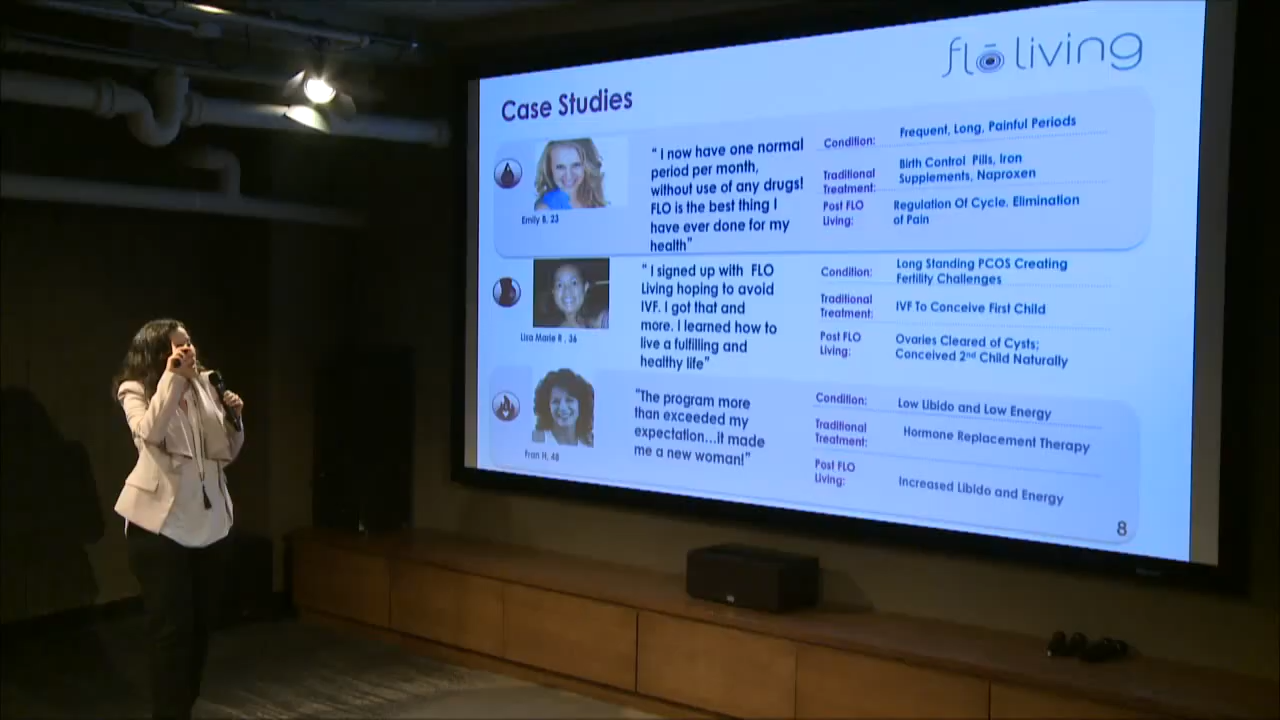 flō living
Case Studies
Emily B, 23
" I now have one normal
period per month,
without use of any drugs!
FLO is the best thing I
have ever done for my
health"
Condition: Frequent, Long, Painful Periods
Traditional
Treatment:
Birth Control Pills, Iron
Supplements, Naproxen
Post FLO
Living:
Regulation Of Cycle. Elimination
of Pain
Lisa Marie R , 36
" I signed up with FLO
Living hoping to avoid
IVF. I got that and
more. I learned how to
live a fulfilling and
healthy life"
Condition:
Long Standing PCOS Creating
Fertility Challenges
Traditional
Treatment:
IVF To Conceive First Child
Post FLO
Living:
Ovaries Cleared of Cysts;
Conceived 2nd Child Naturally
Fran H, 48
"The program more
than exceeded my
expectation...it made
me a new woman!"
Condition: Low Libido and Low Energy
Traditional
Treatment:
Hormone Replacement Therapy
Post FLO
Living:
Increased Libido and Energy
8